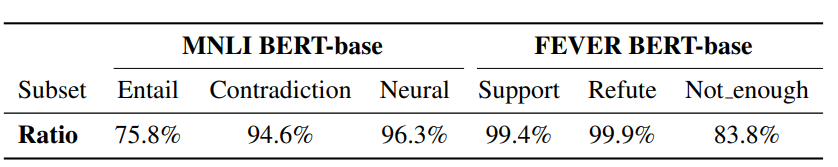 MNLI BERT-base FEVER BERT-base
Subset Entail Contradiction Neural Support Refute Not_enough
Ratio 75.8% 94.6% 96.3% 99.4% 99.9% 83.8%